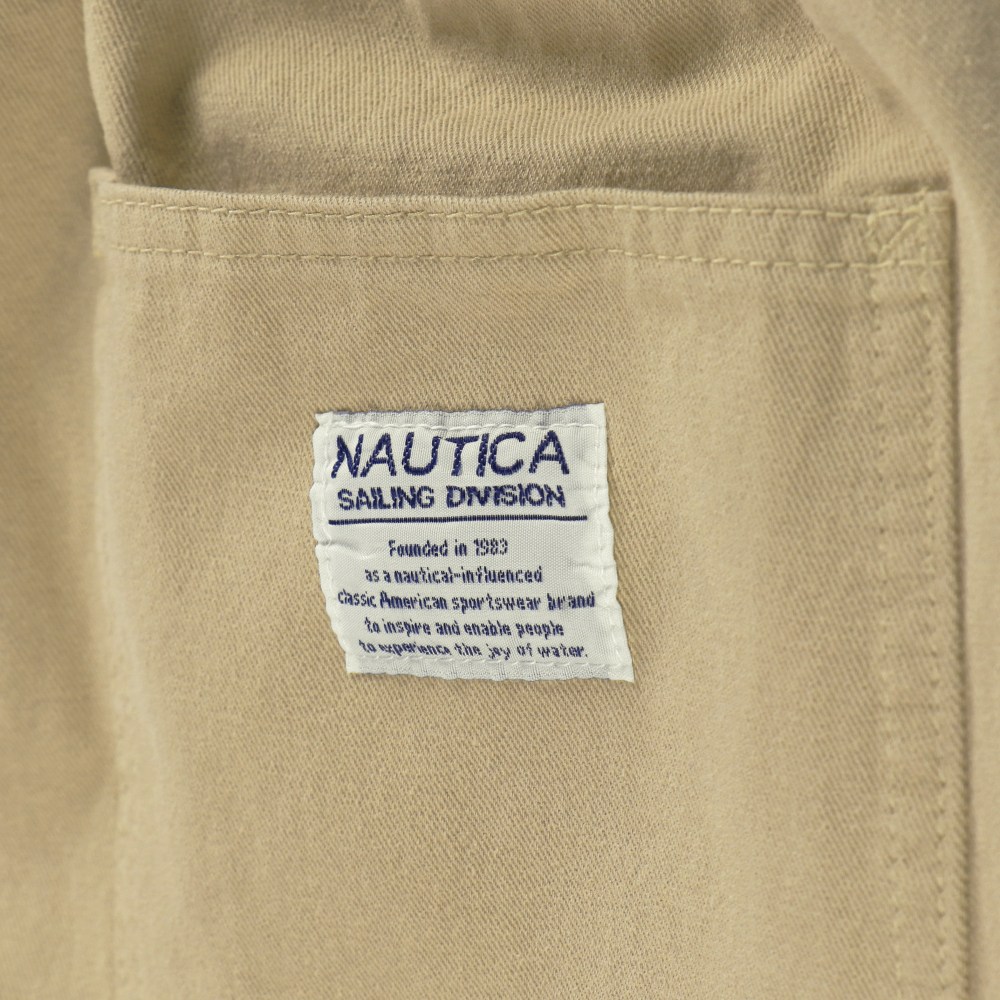 NAUTICA
SAILING DIVISION
Founded in 1983
as a nautical-influenced
classic American sportswear brand
to inspire and enable people
to experience the joy of water.